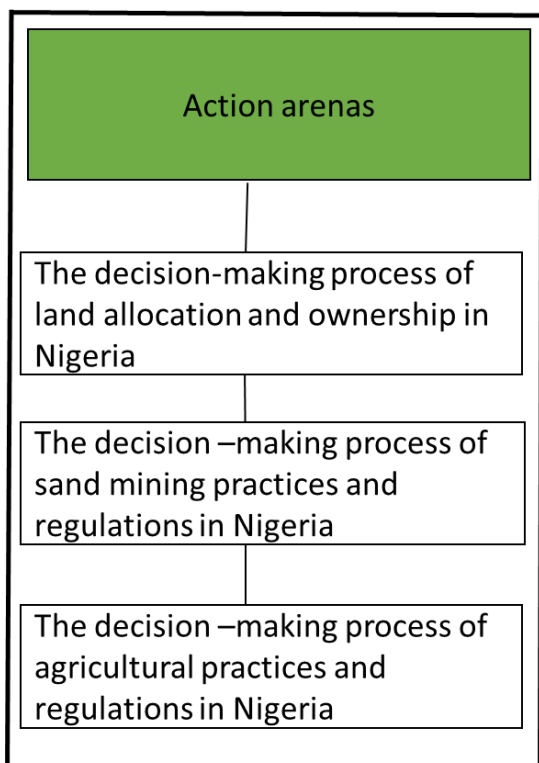 Action arenas
The decision-making process of
land allocation and ownership in
Nigeria
The decision –making process of
sand mining practices and
regulations in Nigeria
The decision –making process of
agricultural practices and
regulations in Nigeria